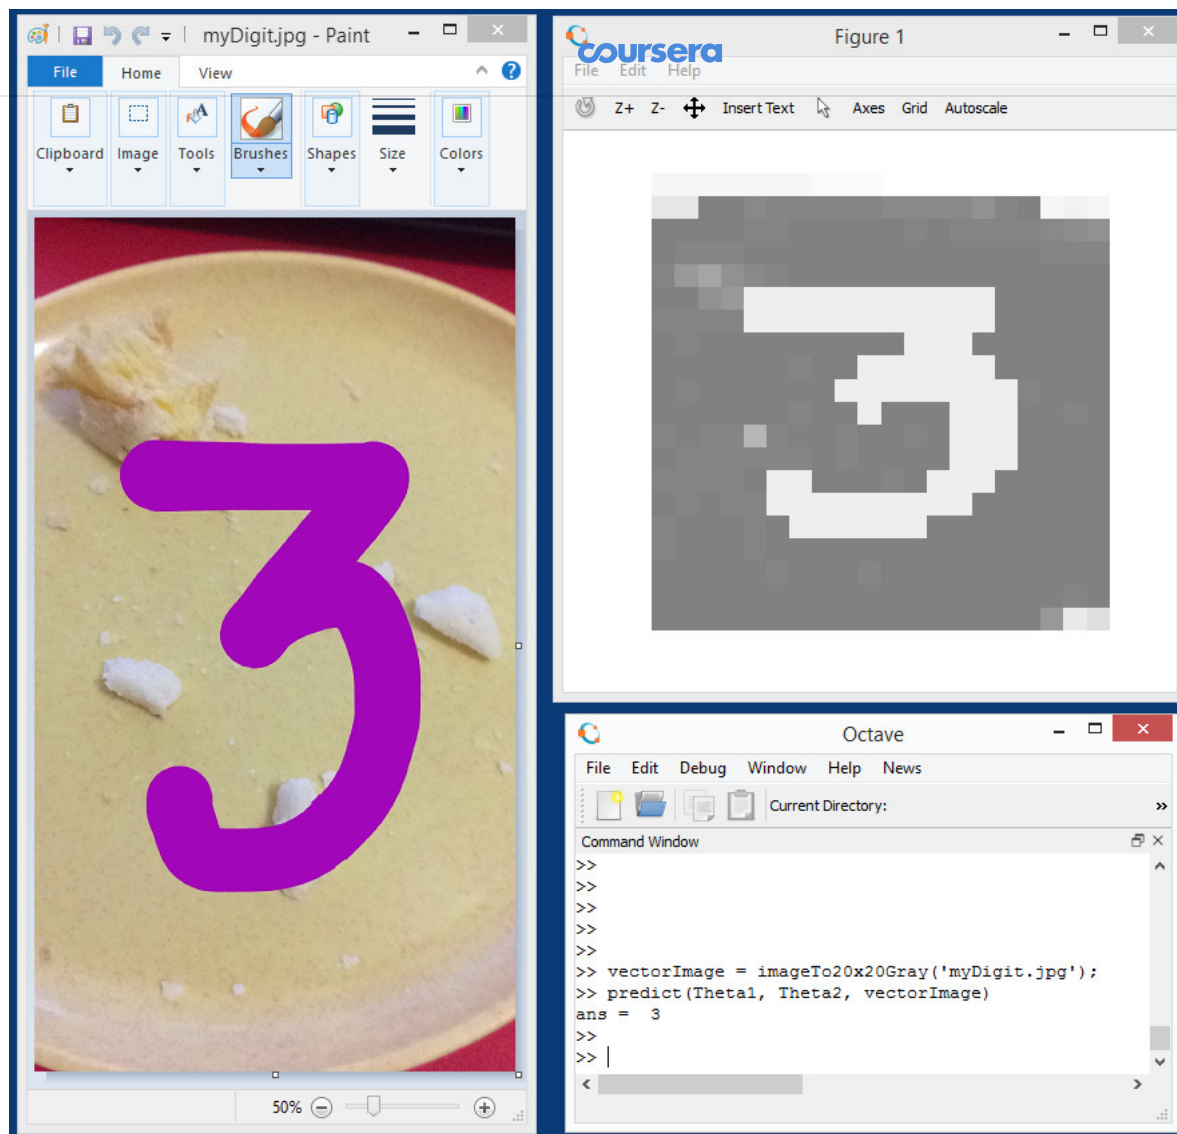 myDigit.jpg - Paint
File Home View
Clipboard Image Tools Brushes Shapes Size Colors
3
50%
Figure 1
coursera
File Edit Help
Z+ Z- Insert Text Axes Grid Autoscale
3
Octave
File Edit Debug Window Help News
Current Directory:
Command Window
>>
>>
>>
>>
>>
>> vectorImage = imageTo20x20Gray('myDigit.jpg');
>> predict(Theta1, Theta2, vectorImage)
ans = 3
>>
>>